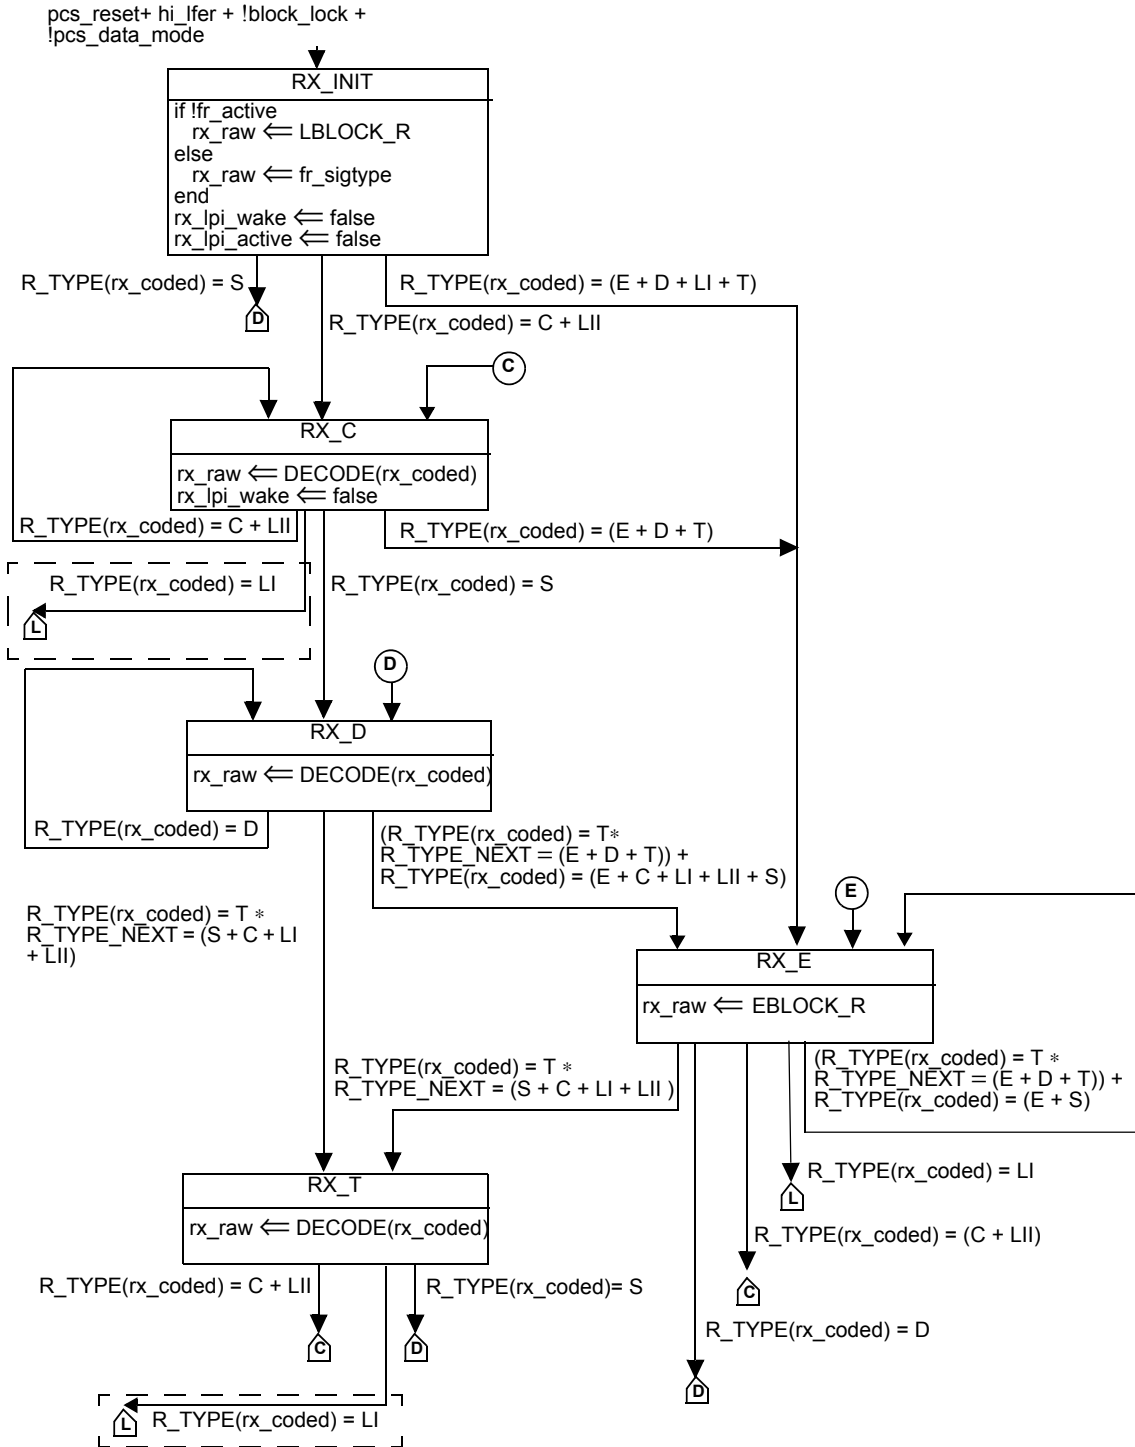 pcs_reset+ hi_lfer + !block_lock +
!pcs_data_mode
RX_INIT
if !fr_active
rx_raw ⇐ LBLOCK_R
else
rx_raw ⇐ fr_sigtype
end
rx_lpi_wake ⇐ false
rx_lpi_active ⇐ false
R_TYPE(rx_coded) = S
D
R_TYPE(rx_coded) = (E + D + LI + T)
R_TYPE(rx_coded) = C + LII
C
RX_C
rx_raw ⇐ DECODE(rx_coded)
rx_lpi_wake ⇐ false
R_TYPE(rx_coded) = C + LII
R_TYPE(rx_coded) = (E + D + T)
R_TYPE(rx_coded) = LI
L
R_TYPE(rx_coded) = S
D
RX_D
rx_raw ⇐ DECODE(rx_coded)
R_TYPE(rx_coded) = D
(R_TYPE(rx_coded) = T*
R_TYPE_NEXT = (E + D + T)) +
R_TYPE(rx_coded) = (E + C + LI + LII + S)
R_TYPE(rx_coded) = T *
R_TYPE_NEXT = (S + C + LI
+ LII)
E
RX_E
rx_raw ⇐ EBLOCK_R
R_TYPE(rx_coded) = T *
R_TYPE_NEXT = (S + C + LI + LII )
(R_TYPE(rx_coded) = T *
R_TYPE_NEXT = (E + D + T)) +
R_TYPE(rx_coded) = (E + S)
R_TYPE(rx_coded) = LI
L
R_TYPE(rx_coded) = (C + LII)
C
R_TYPE(rx_coded) = D
D
RX_T
rx_raw ⇐ DECODE(rx_coded)
R_TYPE(rx_coded) = C + LII
C
R_TYPE(rx_coded)= S
D
L
R_TYPE(rx_coded) = LI